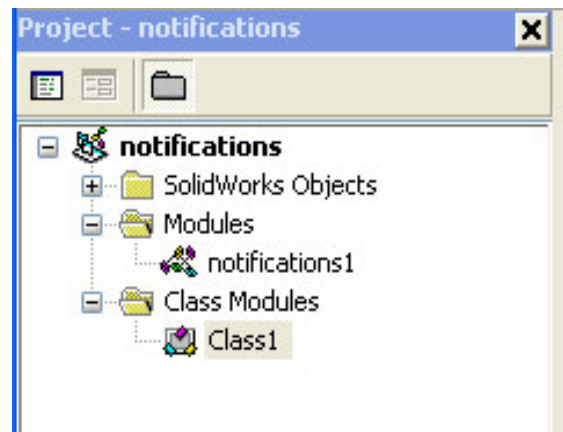 Project - notifications
notifications
SolidWorks Objects
Modules
notifications1
Class Modules
Class1